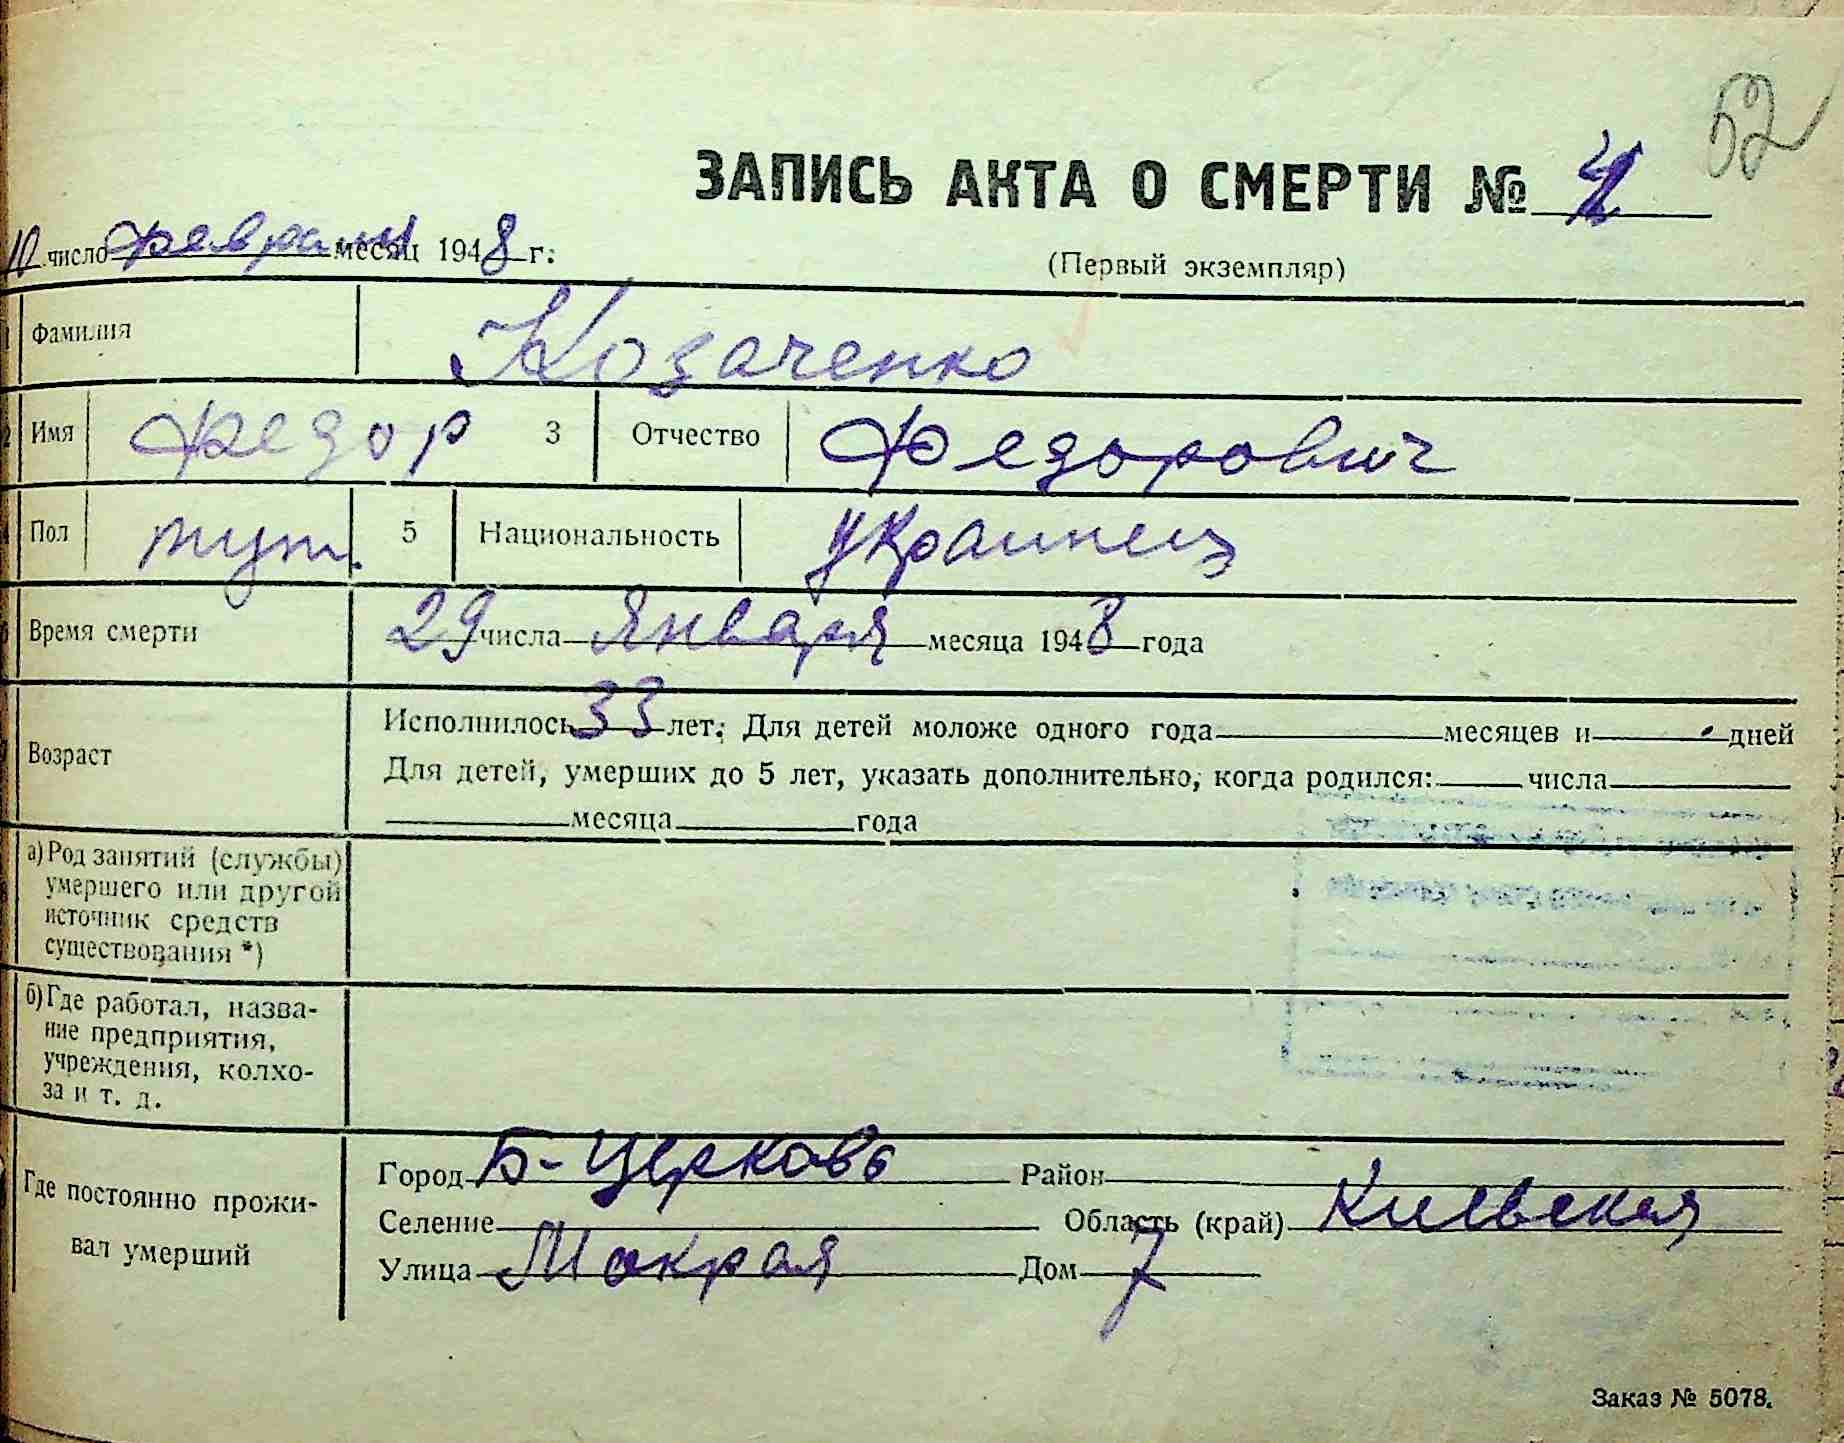 52
ЗАПИСЬ АКТА О СМЕРТИ №
10 число февраля месяц 1948 г.
(Первый экземпляр)
1 Фамилия Козаченко
2 Имя Федор 3 Отчество Федорович
4 Пол муж. 5 Национальность украинец
6 Время смерти 29 числа Января месяца 1948 года
7 Возраст Исполнилось 33 лет. Для детей моложе одного года месяцев и дней
Для детей, умерших до 5 лет, указать дополнительно, когда родился: числа
месяца года
а) Род занятий (службы)
умершего или другой
источник средств
существования *)
б) Где работал, назва-
ние предприятия,
учреждения, колхо-
за и т. д.
Где постоянно прожи-
вал умерший
Город Б-Церковь Район
Селение Область (край) Киевская
Улица Мокрая Дом 7
Заказ № 5078.